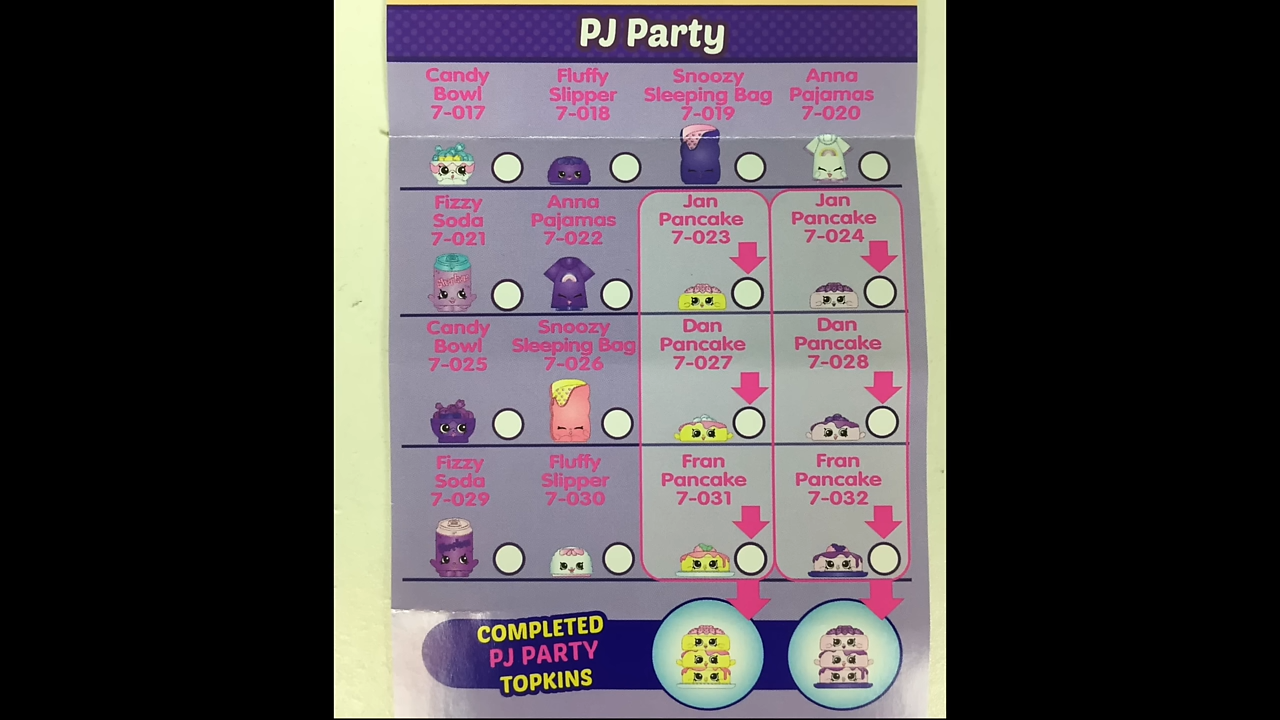 PJ Party
Candy Bowl 7-017
Fluffy Slipper 7-018
Snoozy Sleeping Bag 7-019
Anna Pajamas 7-020
Fizzy Soda 7-021
Anna Pajamas 7-022
Jan Pancake 7-023
Jan Pancake 7-024
Candy Bowl 7-025
Snoozy Sleeping Bag 7-026
Dan Pancake 7-027
Dan Pancake 7-028
Fizzy Soda 7-029
Fluffy Slipper 7-030
Fran Pancake 7-031
Fran Pancake 7-032
COMPLETED
PJ PARTY
TOPKINS